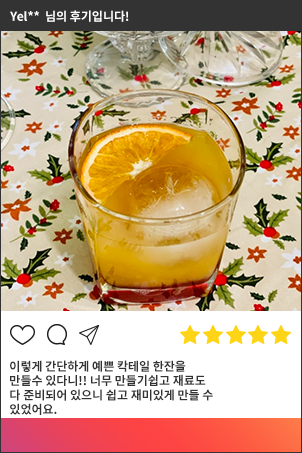 Yel** 님의 후기입니다!
이렇게 간단하게 예쁜 칵테일 한잔을
만들수 있다니!! 너무 만들기쉽고 재료도
다 준비되어 있으니 쉽고 재미있게 만들 수
있었어요.